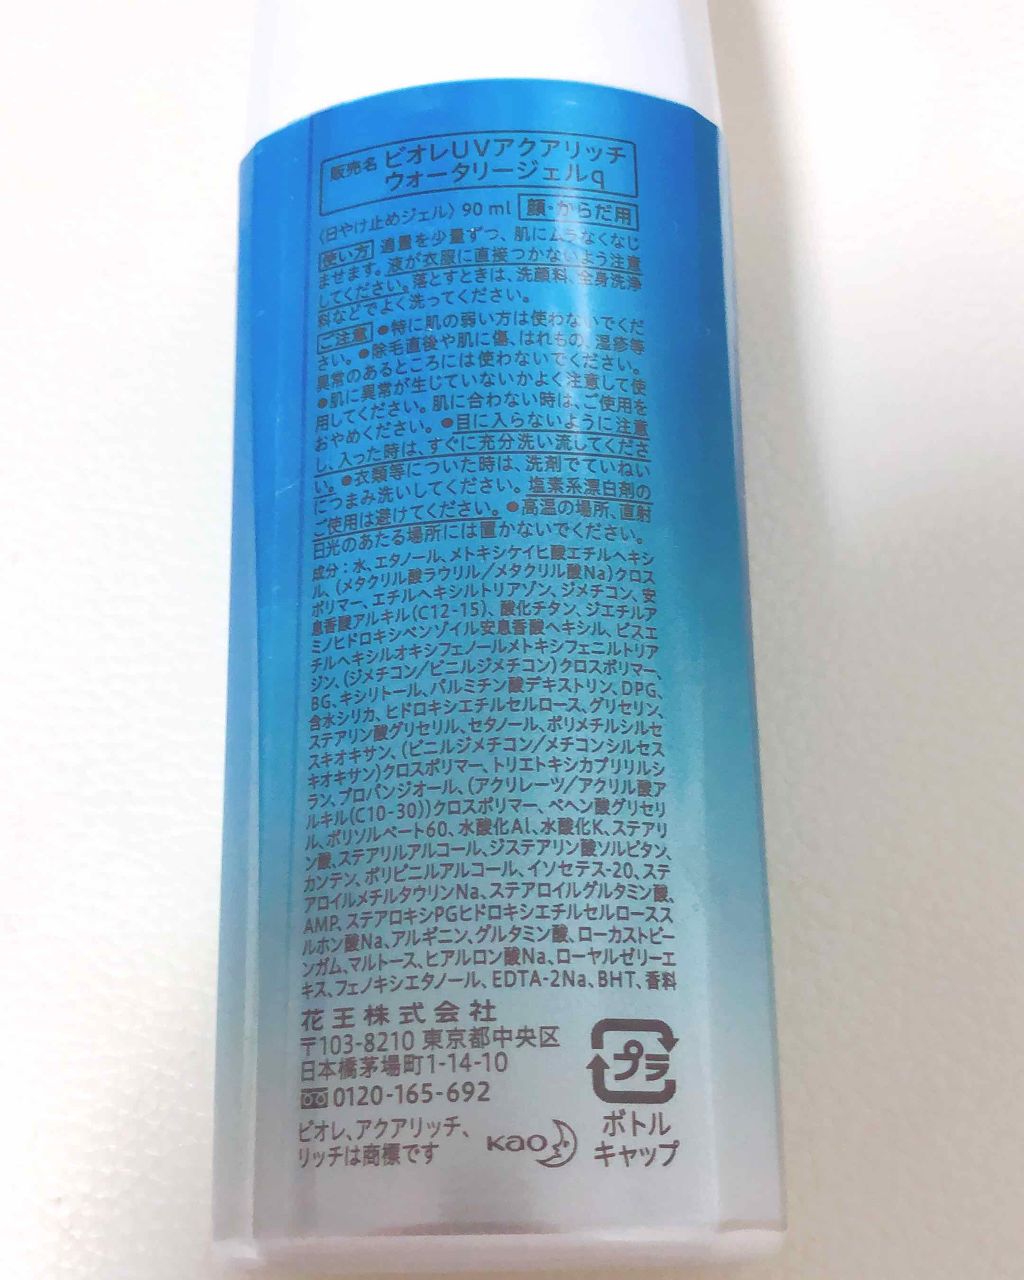 販売名 ビオレUVアクアリッチ
ウォータリージェルq
〈日やけ止めジェル〉90ml 顔・からだ用
使い方 適量を少量ずつ、肌にムラなくなじ
ませます。液が衣服に直接つかないよう注意
してください。落とすときは、洗顔料、全身洗浄
料などでよく洗ってください。
ご注意 ●特に肌の弱い方は使わないでくだ
さい。●除毛直後や肌に傷、はれもの、湿疹等
異常のあるところには使わないでください。
●肌に異常が生じていないかよく注意して使
用してください。肌に合わない時は、ご使用を
おやめください。●目に入らないように注意
し、入った時は、すぐに充分洗い流してくださ
い。●衣類等についた時は、洗剤でていねい
につまみ洗いしてください。塩素系漂白剤の
ご使用は避けてください。●高温の場所、直射
日光のあたる場所には置かないでください。
成分：水、エタノール、メトキシケイヒ酸エチルヘキシ
ル、(メタクリル酸ラウリル/メタクリル酸Na)クロス
ポリマー、エチルヘキシルトリアゾン、ジメチコン、安
息香酸アルキル(C12-15)、酸化チタン、ジエチルア
ミノヒドロキシベンゾイル安息香酸ヘキシル、ビスエ
チルヘキシルオキシフェノールメトキシフェニルトリア
ジン、(ジメチコン/ビニルジメチコン)クロスポリマー、
BG、キシリトール、パルミチン酸デキストリン、DPG、
含水シリカ、ヒドロキシエチルセルロース、グリセリン、
ステアリン酸グリセリル、セタノール、ポリメチルシルセ
スキオキサン、(ビニルジメチコン/メチコンシルセス
キオキサン)クロスポリマー、トリエトキシカプリリルシ
ラン、プロパンジオール、(アクリレーツ/アクリル酸ア
ルキル(C10-30))クロスポリマー、ベヘン酸グリセリ
ル、ポリソルベート60、水酸化Al、水酸化K、ステアリ
ン酸、ステアリルアルコール、ジステアリン酸ソルビタン、
カンテン、ポリビニルアルコール、イソセテス-20、ステ
アロイルメチルタウリンNa、ステアロイルグルタミン酸、
AMP、ステアロキシPGヒドロキシエチルセルロースス
ルホン酸Na、アルギニン、グルタミン酸、ローカストビー
ンガム、マルトース、ヒアルロン酸Na、ローヤルゼリーエ
キス、フェノキシエタノール、EDTA-2Na、BHT、香料
花王株式会社
〒103-8210 東京都中央区
日本橋茅場町1-14-10
0120-165-692
ビオレ、アクアリッチ、
リッチは商標です
Kao
プラ
ボトル
キャップ